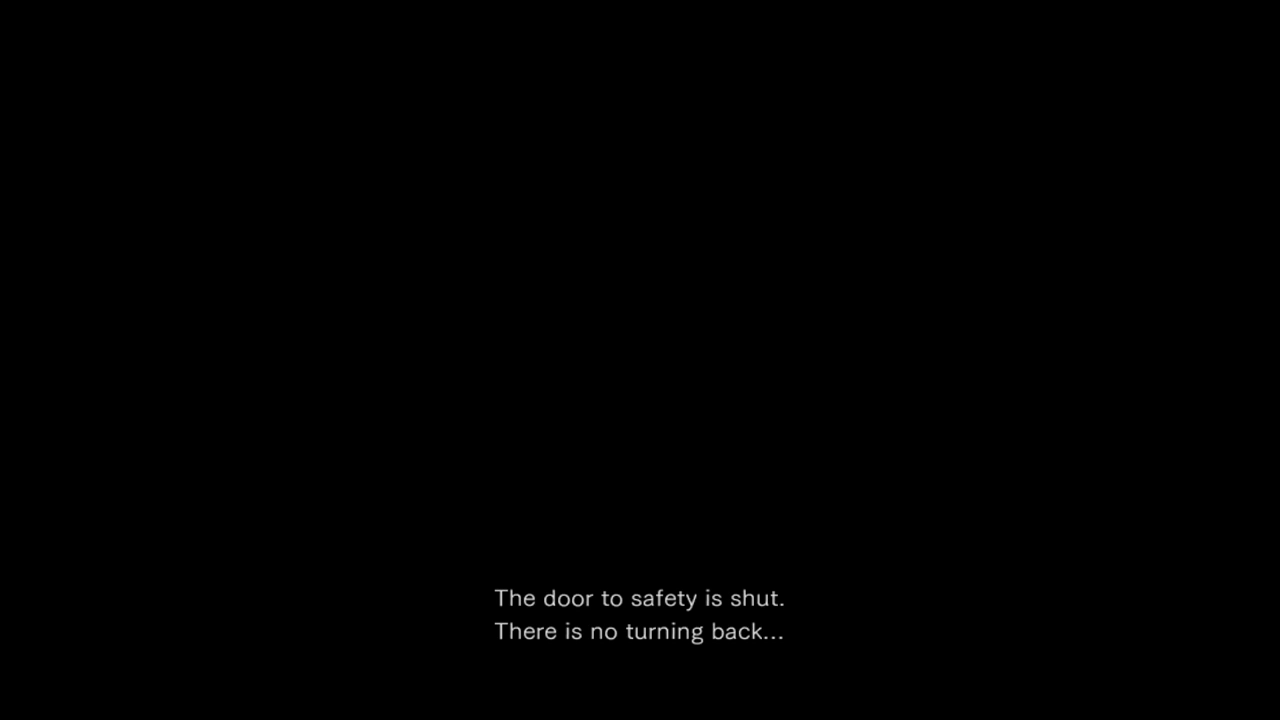 The door to safety is shut.
There is no turning back...